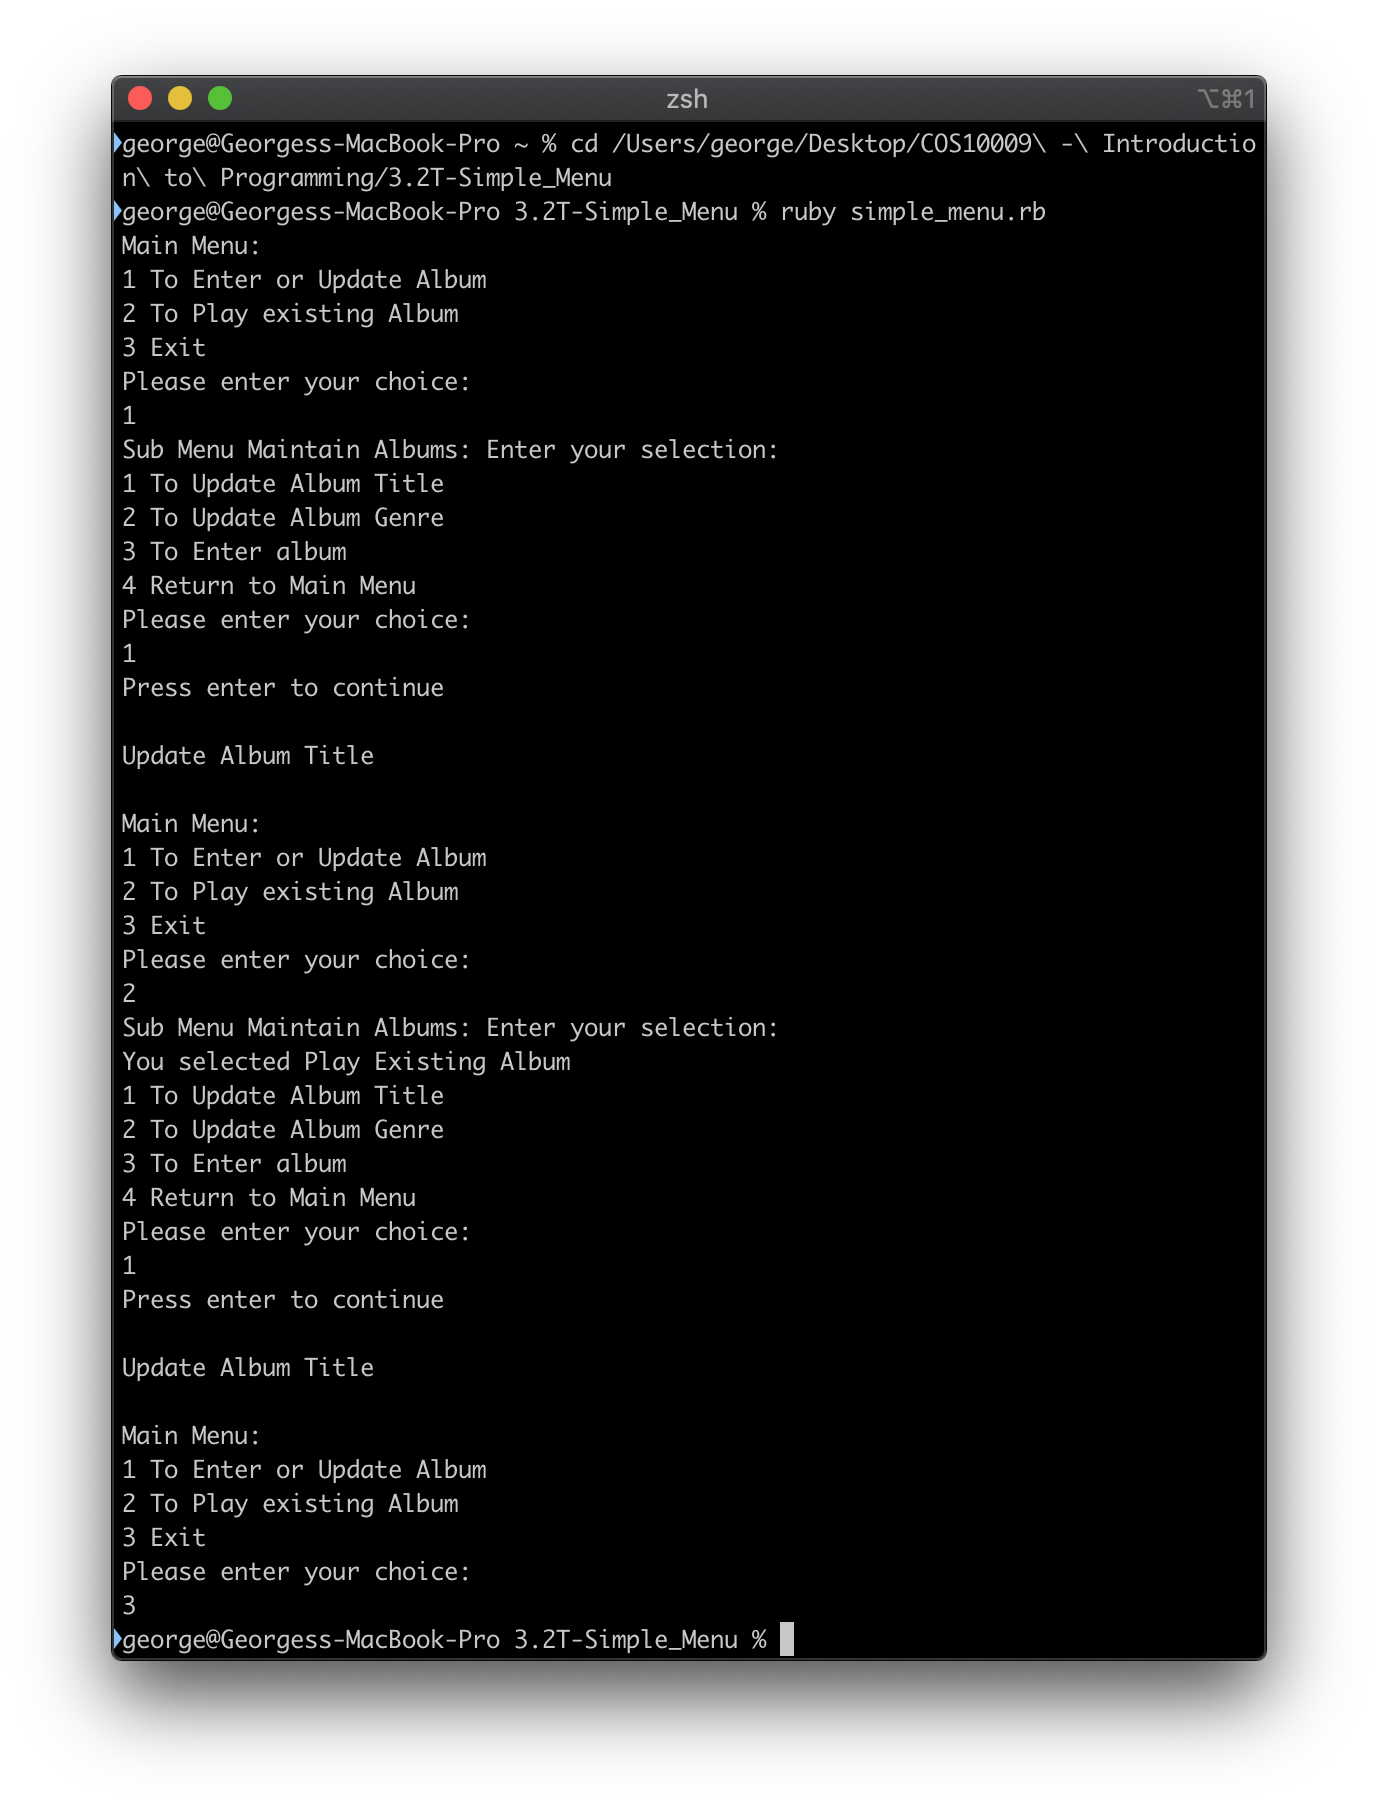 zsh
⌥⌘1
george@Georgess-MacBook-Pro ~ % cd /Users/george/Desktop/COS10009\ -\ Introductio
n\ to\ Programming/3.2T-Simple_Menu
george@Georgess-MacBook-Pro 3.2T-Simple_Menu % ruby simple_menu.rb
Main Menu:
1 To Enter or Update Album
2 To Play existing Album
3 Exit
Please enter your choice:
1
Sub Menu Maintain Albums: Enter your selection:
1 To Update Album Title
2 To Update Album Genre
3 To Enter album
4 Return to Main Menu
Please enter your choice:
1
Press enter to continue
Update Album Title
Main Menu:
1 To Enter or Update Album
2 To Play existing Album
3 Exit
Please enter your choice:
2
Sub Menu Maintain Albums: Enter your selection:
You selected Play Existing Album
1 To Update Album Title
2 To Update Album Genre
3 To Enter album
4 Return to Main Menu
Please enter your choice:
1
Press enter to continue
Update Album Title
Main Menu:
1 To Enter or Update Album
2 To Play existing Album
3 Exit
Please enter your choice:
3
george@Georgess-MacBook-Pro 3.2T-Simple_Menu %